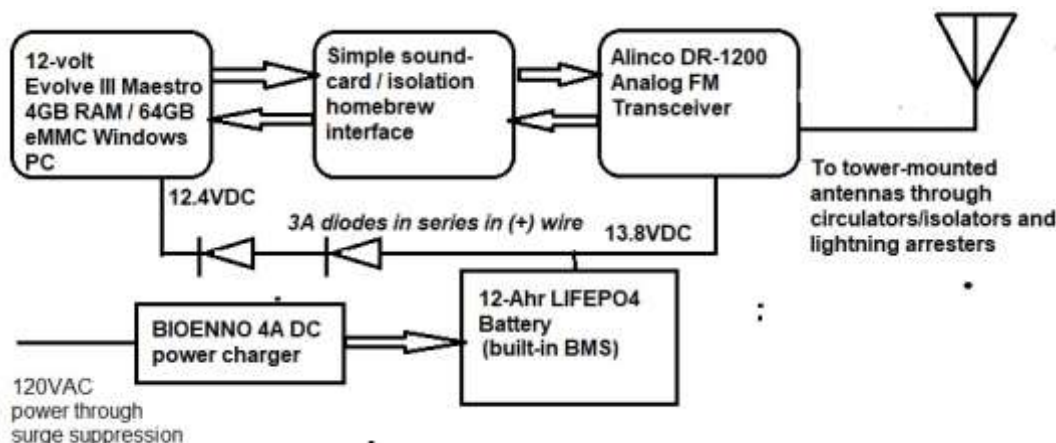 12-volt
Evolve III Maestro
4GB RAM / 64GB
eMMC Windows
PC
Simple sound-
card / isolation
homebrew
interface
Alinco DR-1200
Analog FM
Transceiver
To tower-mounted
antennas through
circulators/isolators and
lightning arresters
12.4VDC
3A diodes in series in (+) wire
13.8VDC
12-Ahr LIFEPO4
Battery
(built-in BMS)
BIOENNO 4A DC
power charger
120VAC
power through
surge suppression